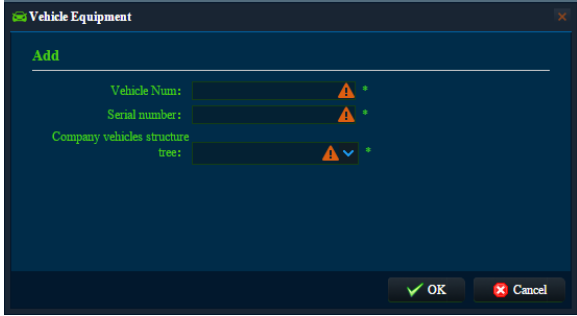 Vehicle Equipment
Add
Vehicle Num: *
Serial number: *
Company vehicles structure
tree: *
OK Cancel